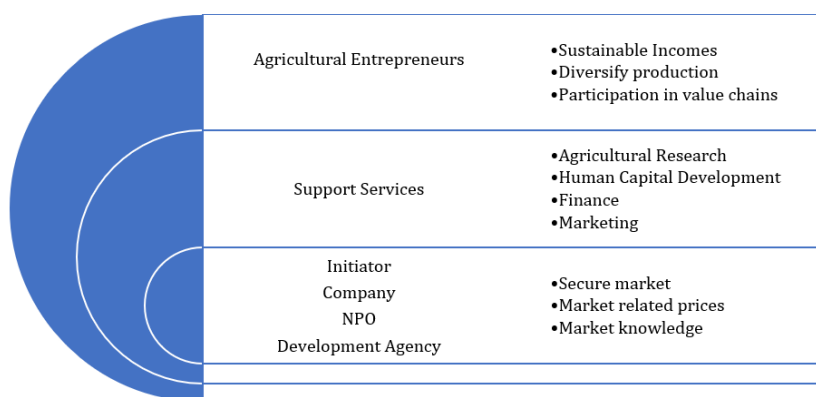 Agricultural Entrepreneurs
•Sustainable Incomes
•Diversify production
•Participation in value chains
Support Services
•Agricultural Research
•Human Capital Development
•Finance
•Marketing
Initiator
Company
NPO
Development Agency
•Secure market
•Market related prices
•Market knowledge